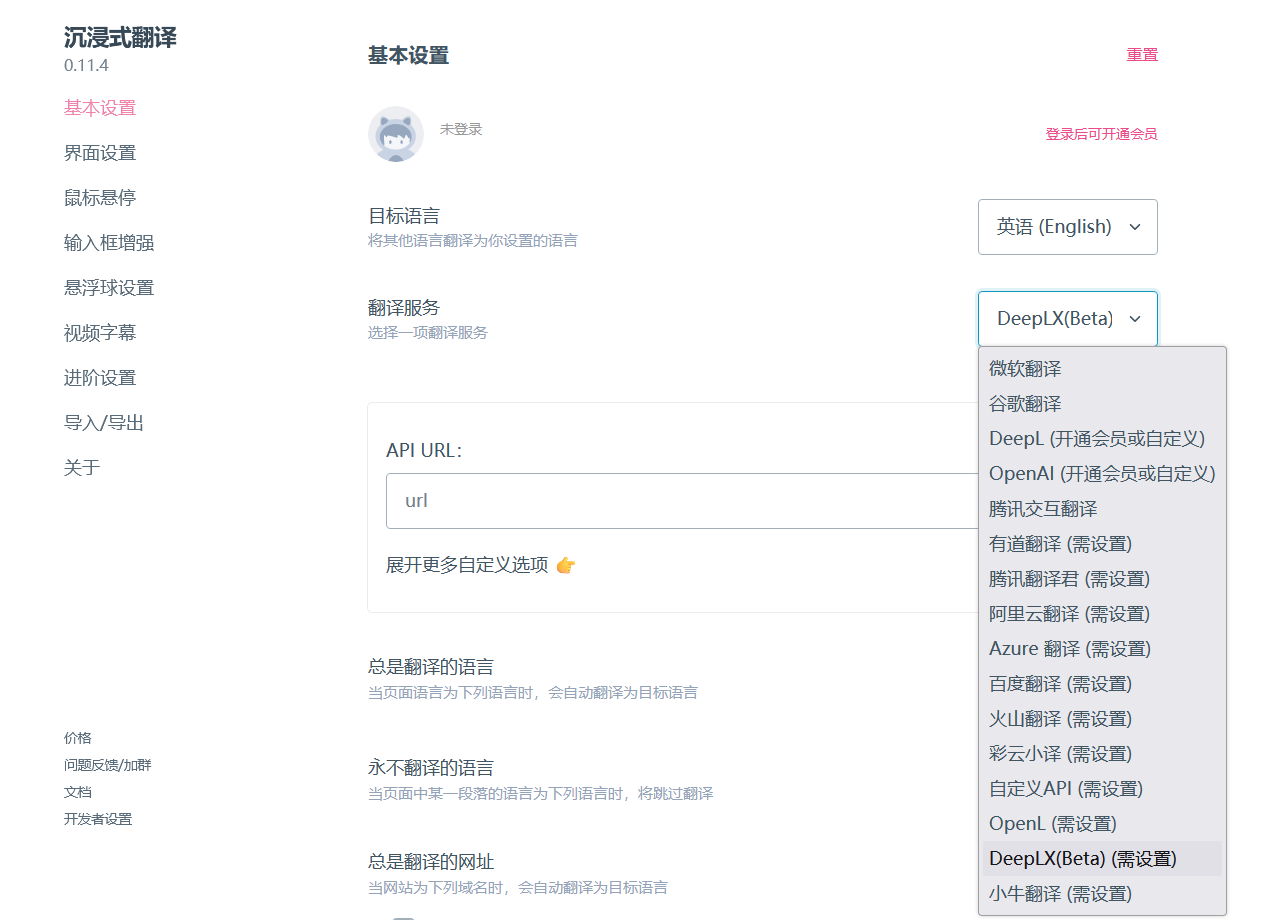 沉浸式翻译
0.11.4
基本设置
界面设置
鼠标悬停
输入框增强
悬浮球设置
视频字幕
进阶设置
导入/导出
关于
价格
问题反馈/加群
文档
开发者设置
基本设置
重置
未登录
登录后可开通会员
目标语言
将其他语言翻译为你设置的语言
英语 (English)
翻译服务
选择一项翻译服务
DeepLX(Beta)
微软翻译
谷歌翻译
DeepL (开通会员或自定义)
OpenAI (开通会员或自定义)
腾讯交互翻译
有道翻译 (需设置)
腾讯翻译君 (需设置)
阿里云翻译 (需设置)
Azure 翻译 (需设置)
百度翻译 (需设置)
火山翻译 (需设置)
彩云小译 (需设置)
自定义API (需设置)
OpenL (需设置)
DeepLX(Beta) (需设置)
小牛翻译 (需设置)
API URL:
url
展开更多自定义选项 👉
总是翻译的语言
当页面语言为下列语言时，会自动翻译为目标语言
永不翻译的语言
当页面中某一段落的语言为下列语言时，将跳过翻译
总是翻译的网址
当网站为下列域名时，会自动翻译为目标语言